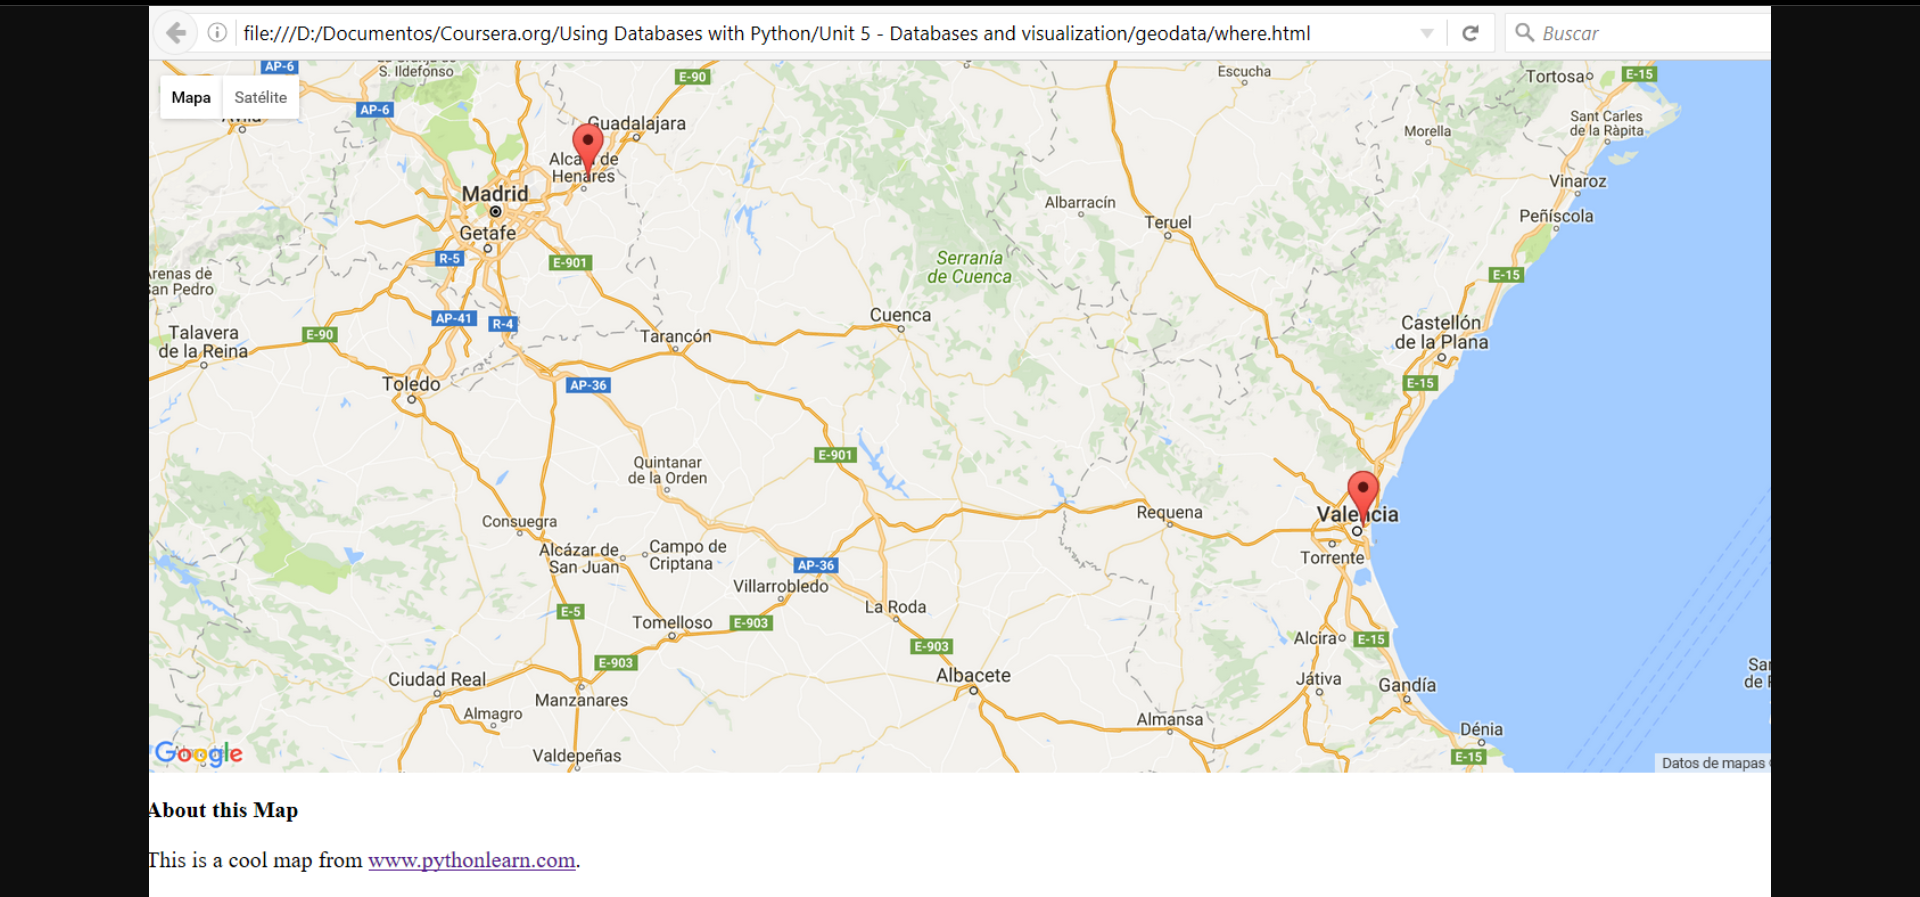 file:///D:/Documentos/Coursera.org/Using Databases with Python/Unit 5 - Databases and visualization/geodata/where.html
Buscar
Mapa
Satélite
AP-6
S. Ildefonso
AP-6
E-90
Guadalajara
Escucha
Tortosa
E-15
Sant Carles
de la Ràpita
Morella
Alcalá de
Henares
Madrid
Getafe
Vinaroz
Peñíscola
Albarracín
Teruel
R-5
E-901
Serranía
de Cuenca
Arenas de
San Pedro
E-15
AP-41
R-4
Cuenca
Talavera
de la Reina
E-90
Tarancón
Castellón
de la Plana
Toledo
AP-36
E-15
E-901
Quintanar
de la Orden
Consuegra
Requena
Valencia
Torrente
Alcázar de
San Juan
Campo de
Criptana
AP-36
Villarrobledo
La Roda
E-5
Tomelloso
E-903
E-903
Alcira
E-15
E-903
Ciudad Real
Manzanares
Albacete
Játiva
Gandía
Almagro
Almansa
Dénia
Valdepeñas
E-15
Google
Datos de mapas
About this Map
This is a cool map from www.pythonlearn.com.